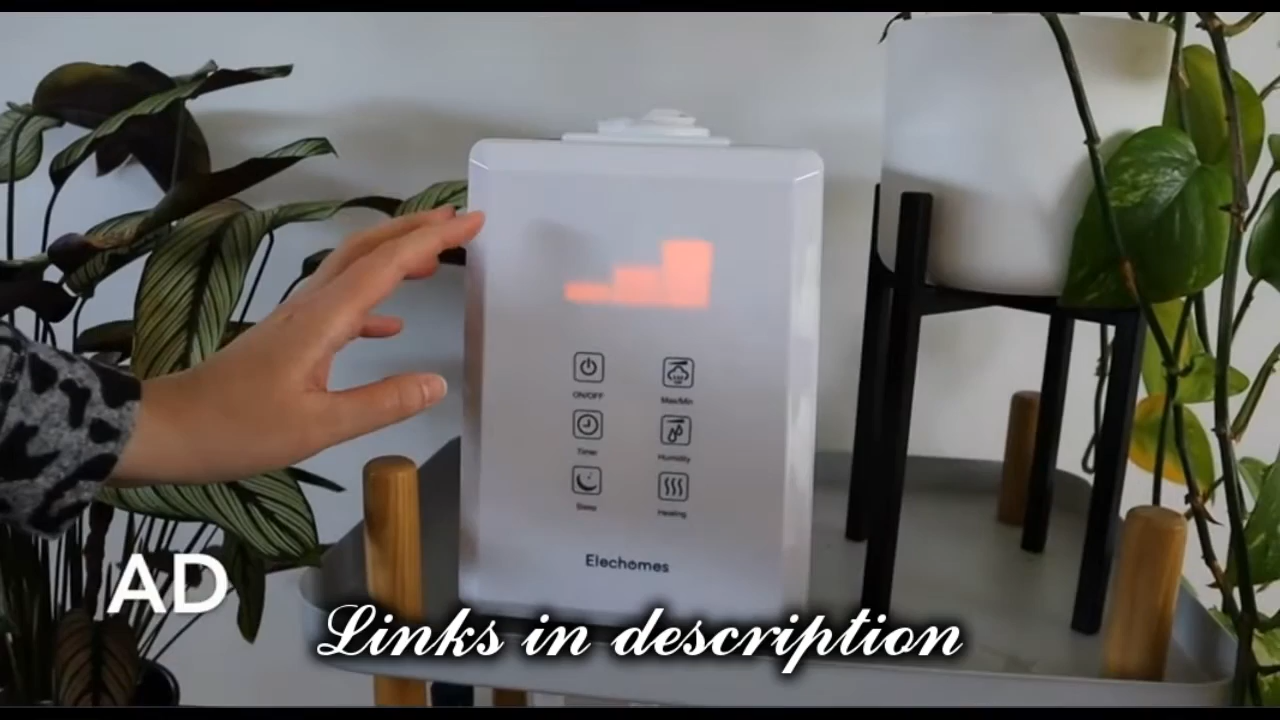 ON/OFF
Max/Min
Timer
Humidity
Sleep
Heating
Elechomes
AD
Links in description